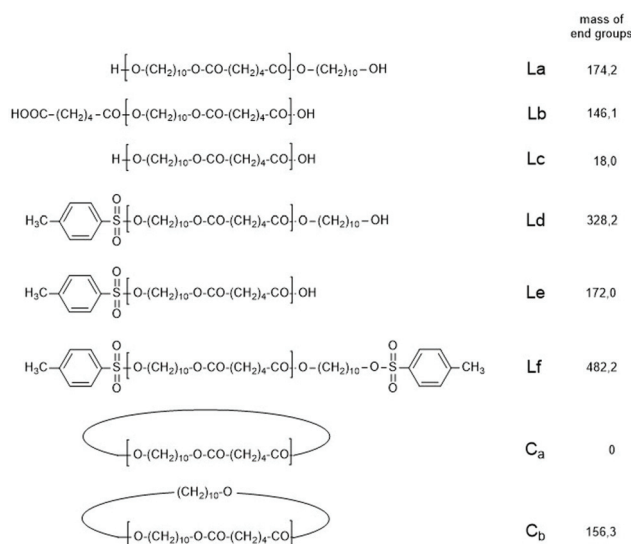 mass of
end groups
H-[O-(CH₂)₁₀-O-CO-(CH₂)₄-CO]-O-(CH₂)₁₀-OH La 174,2
HOOC-(CH₂)₄-CO-[O-(CH₂)₁₀-O-CO-(CH₂)₄-CO]-OH Lb 146,1
H-[O-(CH₂)₁₀-O-CO-(CH₂)₄-CO]-OH Lc 18,0
O
H₃C S-[O-(CH₂)₁₀-O-CO-(CH₂)₄-CO]-O-(CH₂)₁₀-OH Ld 328,2
O
O
H₃C S-[O-(CH₂)₁₀-O-CO-(CH₂)₄-CO]-OH Le 172,0
O
O O
H₃C S-[O-(CH₂)₁₀-O-CO-(CH₂)₄-CO]-O-(CH₂)₁₀-O-S CH₃ Lf 482,2
O O
[O-(CH₂)₁₀-O-CO-(CH₂)₄-CO] Cₐ 0
(CH₂)₁₀-O
[O-(CH₂)₁₀-O-CO-(CH₂)₄-CO] C_b 156,3